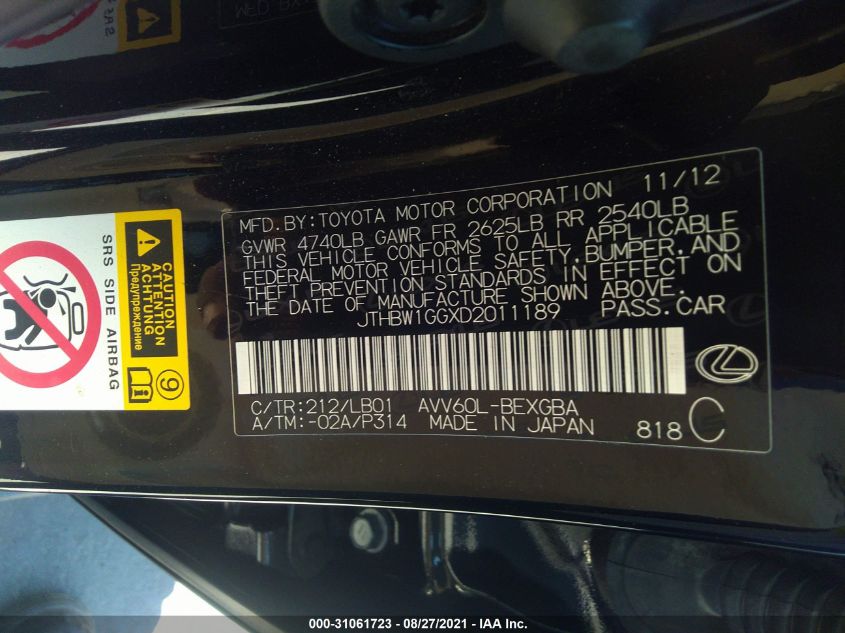 MFD.BY:TOYOTA MOTOR CORPORATION 11/12
GVWR 4740LB GAWR FR 2625LB RR 2540LB
THIS VEHICLE CONFORMS TO ALL APPLICABLE
FEDERAL MOTOR VEHICLE SAFETY,BUMPER,AND
THEFT PREVENTION STANDARDS IN EFFECT ON
THE DATE OF MANUFACTURE SHOWN ABOVE.
JTHBW1GGXD2011189 PASS.CAR
C/TR:212/LB01 AVV60L-BEXGBA
A/TM:-02A/P314 MADE IN JAPAN 818 C
SRS SIDE AIRBAG
CAUTION
ATTENTION
ACHTUNG
Предупреждение
9
000-31061723 - 08/27/2021 - IAA Inc.